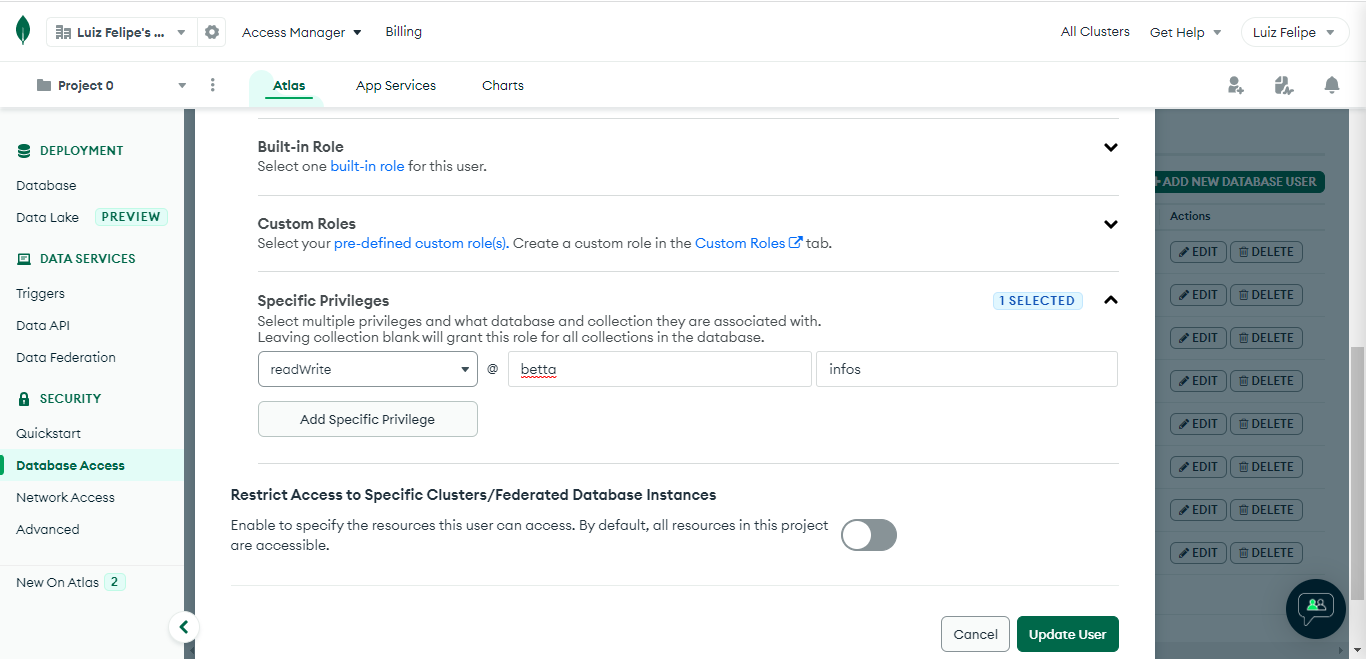 Luiz Felipe's ...
Access Manager
Billing
All Clusters
Get Help
Luiz Felipe
Project 0
Atlas
App Services
Charts
DEPLOYMENT
Database
Data Lake PREVIEW
DATA SERVICES
Triggers
Data API
Data Federation
SECURITY
Quickstart
Database Access
Network Access
Advanced
New On Atlas 2
Built-in Role
Select one built-in role for this user.
Custom Roles
Select your pre-defined custom role(s). Create a custom role in the Custom Roles tab.
Specific Privileges
1 SELECTED
Select multiple privileges and what database and collection they are associated with.
Leaving collection blank will grant this role for all collections in the database.
readWrite @ betta infos
Add Specific Privilege
Restrict Access to Specific Clusters/Federated Database Instances
Enable to specify the resources this user can access. By default, all resources in this project
are accessible.
Cancel
Update User
+ ADD NEW DATABASE USER
Actions
EDIT DELETE
EDIT DELETE
EDIT DELETE
EDIT DELETE
EDIT DELETE
EDIT DELETE
EDIT DELETE
EDIT DELETE